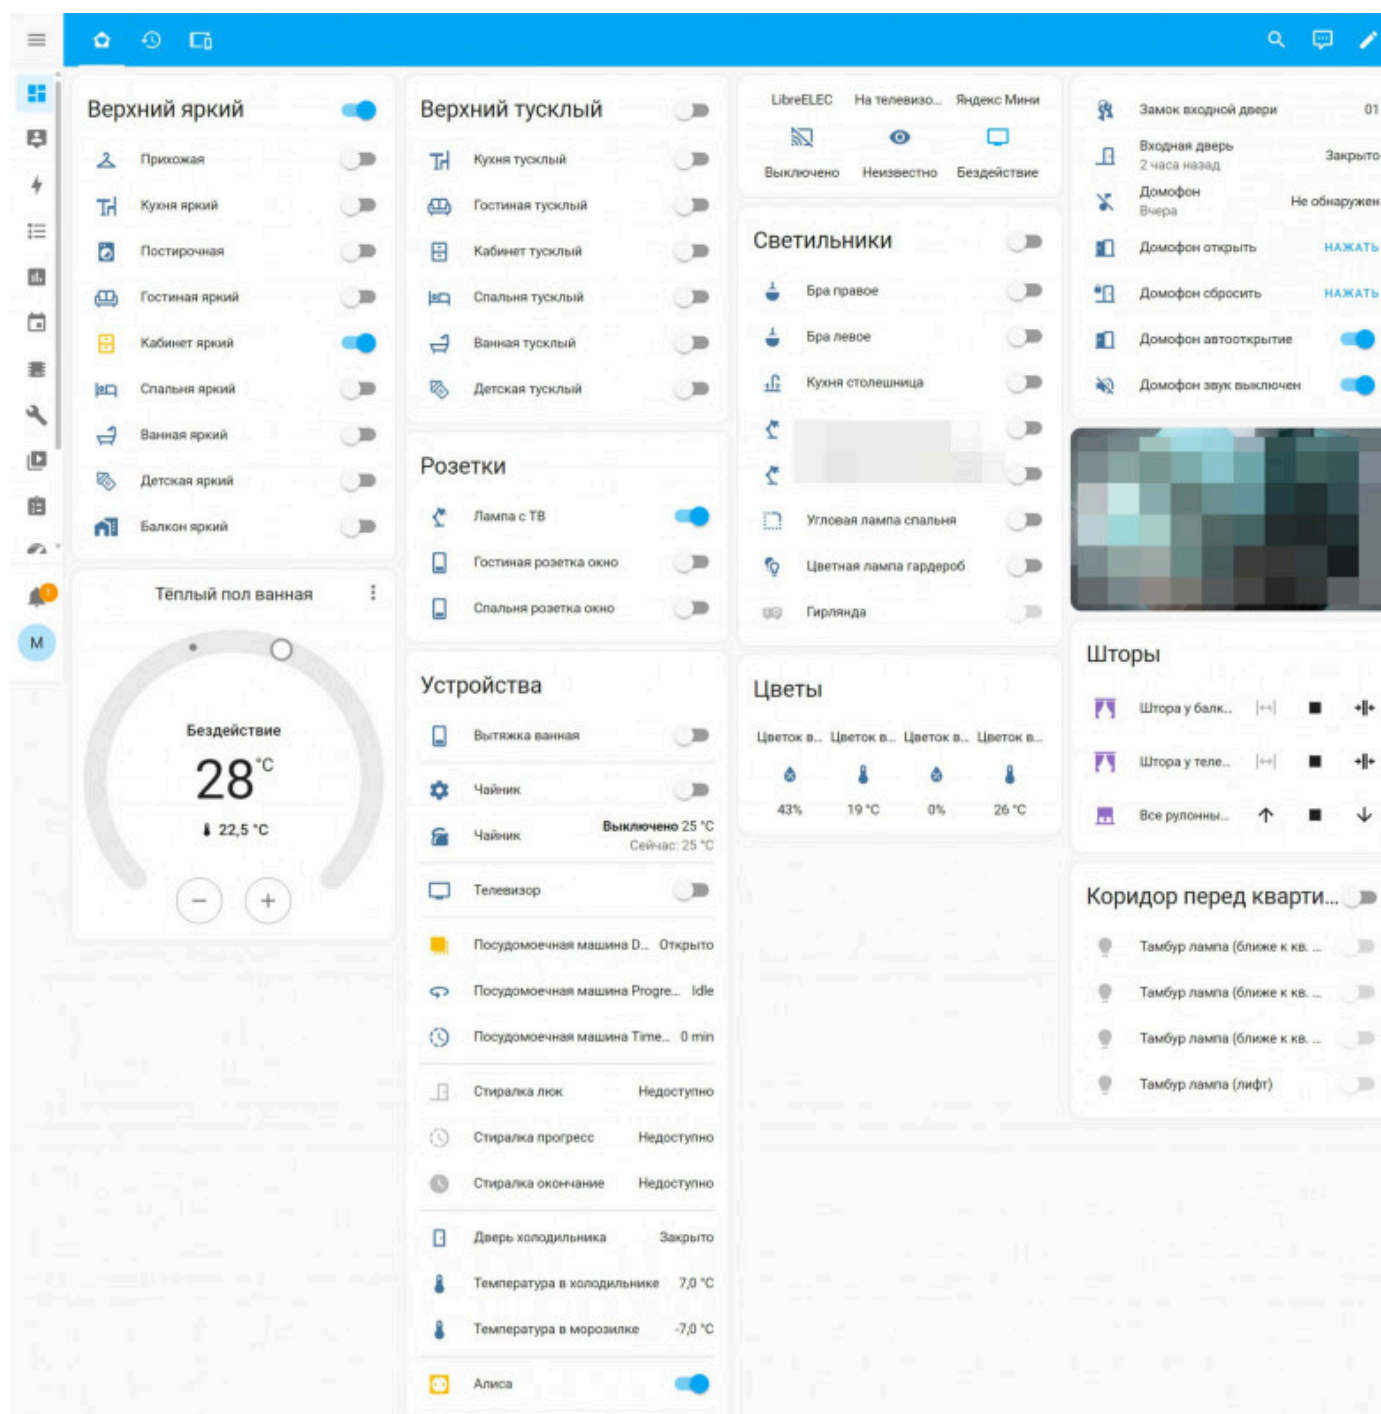 Верхний яркий
Прихожая
Кухня яркий
Постирочная
Гостиная яркий
Кабинет яркий
Спальня яркий
Ванная яркий
Детская яркий
Балкон яркий
1
M
Тёплый пол ванная
Бездействие
28 °C
22,5 °C
Верхний тусклый
Кухня тусклый
Гостиная тусклый
Кабинет тусклый
Спальня тусклый
Ванная тусклый
Детская тусклый
Розетки
Лампа с ТВ
Гостиная розетка окно
Спальня розетка окно
Устройства
Вытяжка ванная
Чайник
Чайник Выключено 25 °C
Сейчас: 25 °C
Телевизор
Посудомоечная машина D... Открыто
Посудомоечная машина Progre... Idle
Посудомоечная машина Time... 0 min
Стиралка люк Недоступно
Стиралка прогресс Недоступно
Стиралка окончание Недоступно
Дверь холодильника Закрыто
Температура в холодильнике 7,0 °C
Температура в морозилке -7,0 °C
Алиса
LibreELEC На телевизо... Яндекс Мини
Выключено Неизвестно Бездействие
Светильники
Бра правое
Бра левое
Кухня столешница
Угловая лампа спальня
Цветная лампа гардероб
Гирлянда
Цветы
Цветок в... Цветок в... Цветок в... Цветок в...
43% 19 °C 0% 26 °C
Замок входной двери 01
Входная дверь Закрыто
2 часа назад
Домофон Не обнаружен
Вчера
Домофон открыть НАЖАТЬ
Домофон сбросить НАЖАТЬ
Домофон автооткрытие
Домофон звук выключен
Шторы
Штора у балк...
Штора у теле...
Все рулонны...
Коридор перед кварти...
Тамбур лампа (ближе к кв. ...
Тамбур лампа (ближе к кв. ...
Тамбур лампа (ближе к кв. ...
Тамбур лампа (лифт)